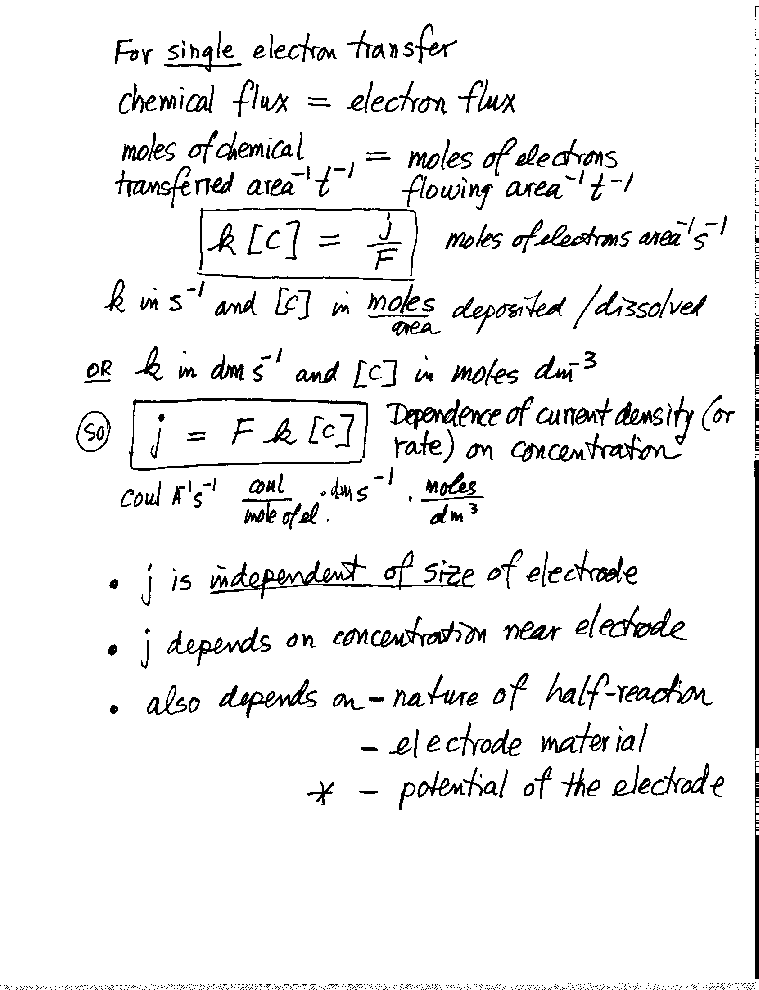 For single electron transfer
chemical flux = electron flux
moles of chemical = moles of electrons
transferred area⁻¹ t⁻¹ flowing area⁻¹ t⁻¹
k [C] = j/F moles of electrons area⁻¹ s⁻¹
k in s⁻¹ and [C] in moles/area deposited / dissolved
OR k in dm s⁻¹ and [C] in moles dm⁻³
SO j = F k [C] Dependence of current density (or
rate) on concentration
coul A⁻¹ s⁻¹ coul/mole of el. · dm s⁻¹ · moles/dm³
• j is independent of size of electrode
• j depends on concentration near electrode
• also depends on – nature of half-reaction
– electrode material
* – potential of the electrode